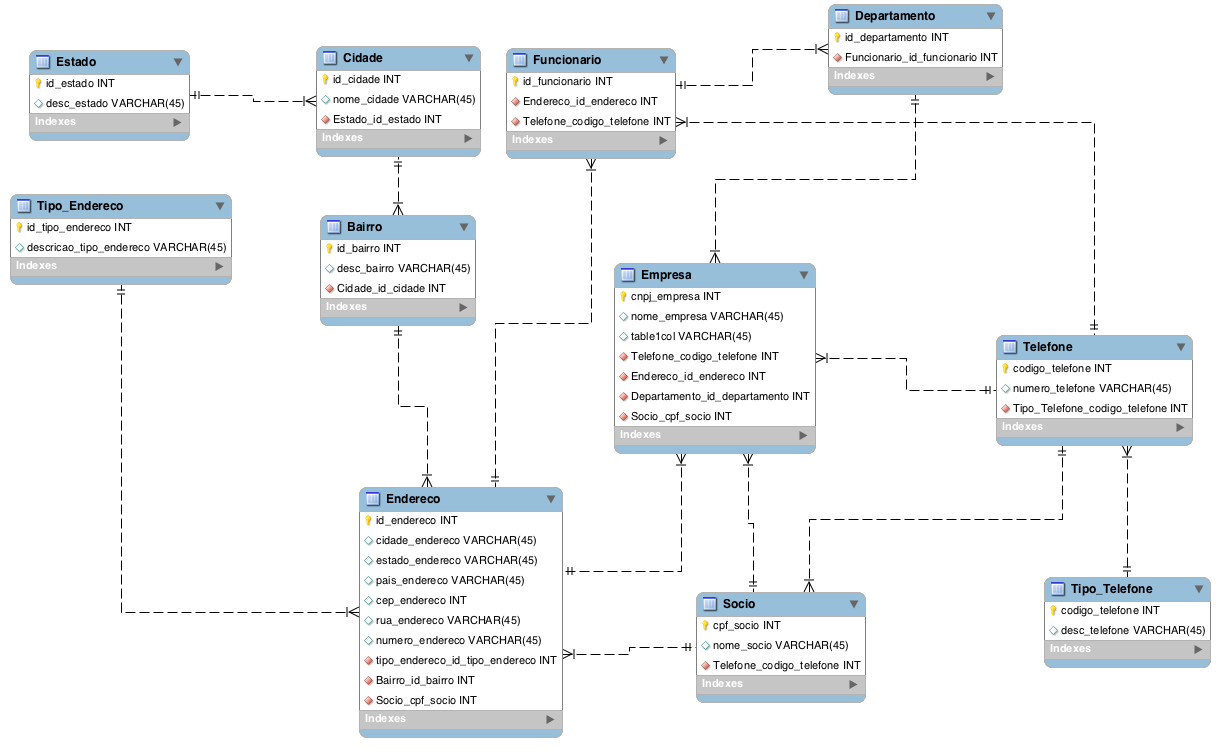 Estado
id_estado INT
desc_estado VARCHAR(45)
Indexes
Cidade
id_cidade INT
nome_cidade VARCHAR(45)
Estado_id_estado INT
Indexes
Funcionario
id_funcionario INT
Endereco_id_endereco INT
Telefone_codigo_telefone INT
Indexes
Departamento
id_departamento INT
Funcionario_id_funcionario INT
Indexes
Tipo_Endereco
id_tipo_endereco INT
descricao_tipo_endereco VARCHAR(45)
Indexes
Bairro
id_bairro INT
desc_bairro VARCHAR(45)
Cidade_id_cidade INT
Indexes
Empresa
cnpj_empresa INT
nome_empresa VARCHAR(45)
table1col VARCHAR(45)
Telefone_codigo_telefone INT
Endereco_id_endereco INT
Departamento_id_departamento INT
Socio_cpf_socio INT
Indexes
Telefone
codigo_telefone INT
numero_telefone VARCHAR(45)
Tipo_Telefone_codigo_telefone INT
Indexes
Endereco
id_endereco INT
cidade_endereco VARCHAR(45)
estado_endereco VARCHAR(45)
pais_endereco VARCHAR(45)
cep_endereco INT
rua_endereco VARCHAR(45)
numero_endereco VARCHAR(45)
tipo_endereco_id_tipo_endereco INT
Bairro_id_bairro INT
Socio_cpf_socio INT
Indexes
Socio
cpf_socio INT
nome_socio VARCHAR(45)
Telefone_codigo_telefone INT
Indexes
Tipo_Telefone
codigo_telefone INT
desc_telefone VARCHAR(45)
Indexes